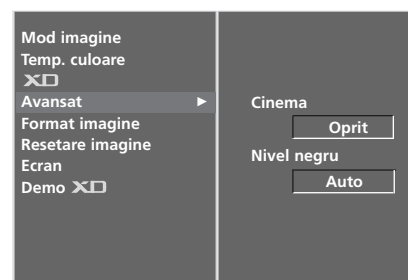 Mod imagine
Temp. culoare
XD
Avansat ►
Format imagine
Resetare imagine
Ecran
Demo XD
Cinema
Oprit
Nivel negru
Auto